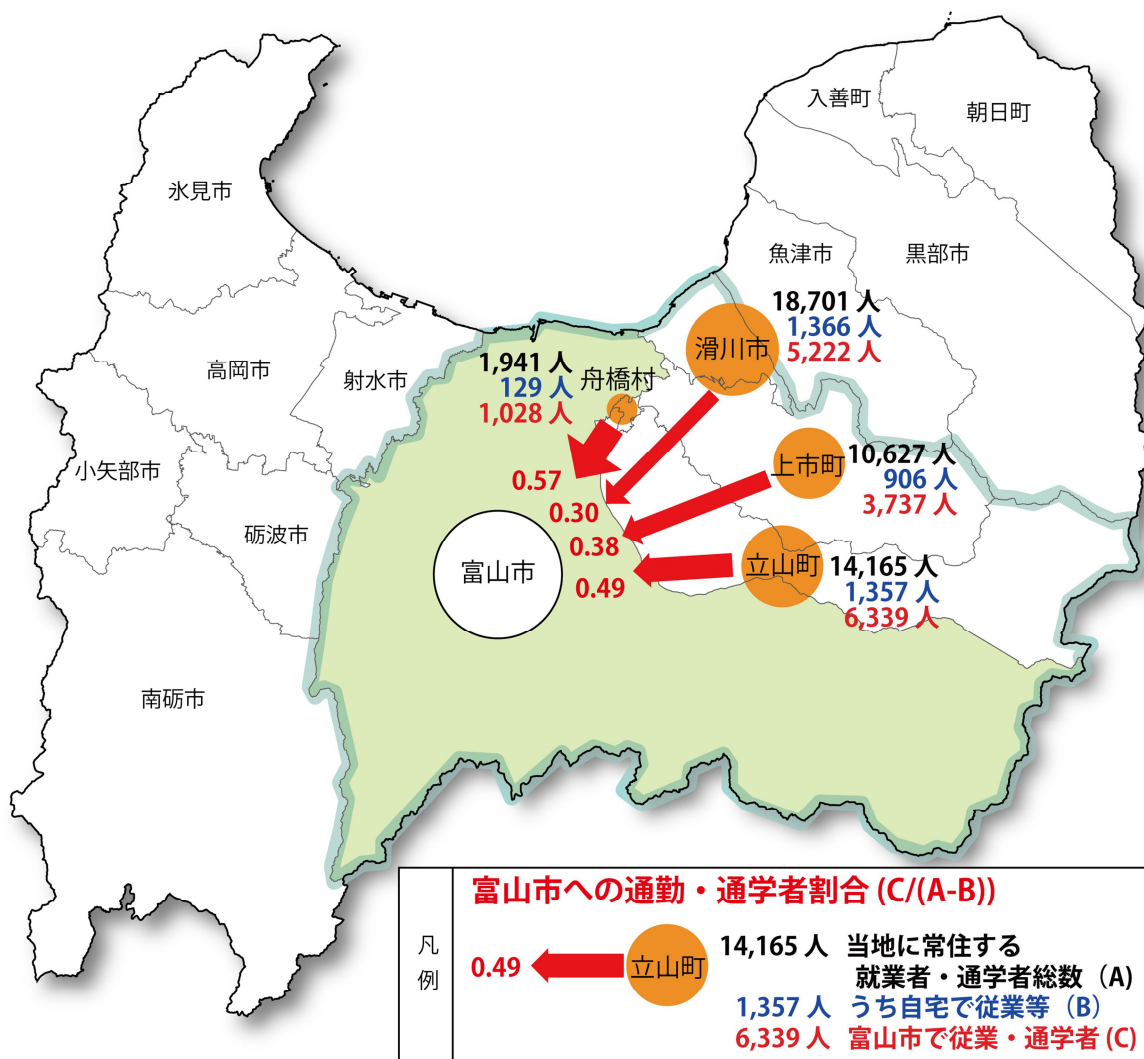 入善町
朝日町
氷見市
魚津市
黒部市
18,701 人
1,366 人
5,222 人
滑川市
高岡市
射水市
1,941 人
129 人
1,028 人
舟橋村
小矢部市
砺波市
上市町
10,627 人
906 人
3,737 人
0.57
0.30
0.38
0.49
富山市
立山町
14,165 人
1,357 人
6,339 人
南砺市
凡例
富山市への通勤・通学者割合 (C/(A-B))
0.49
立山町
14,165 人 当地に常住する
就業者・通学者総数（A）
1,357 人 うち自宅で従業等（B）
6,339 人 富山市で従業・通学者 (C)